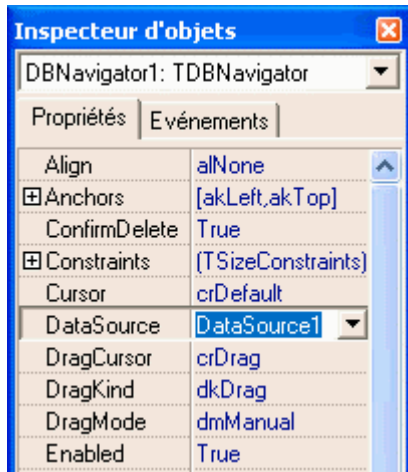 Inspecteur d'objets
DBNavigator1: TDBNavigator
Propriétés Evénements
Align alNone
Anchors [akLeft,akTop]
ConfirmDelete True
Constraints (TSizeConstraints)
Cursor crDefault
DataSource DataSource1
DragCursor crDrag
DragKind dkDrag
DragMode dmManual
Enabled True